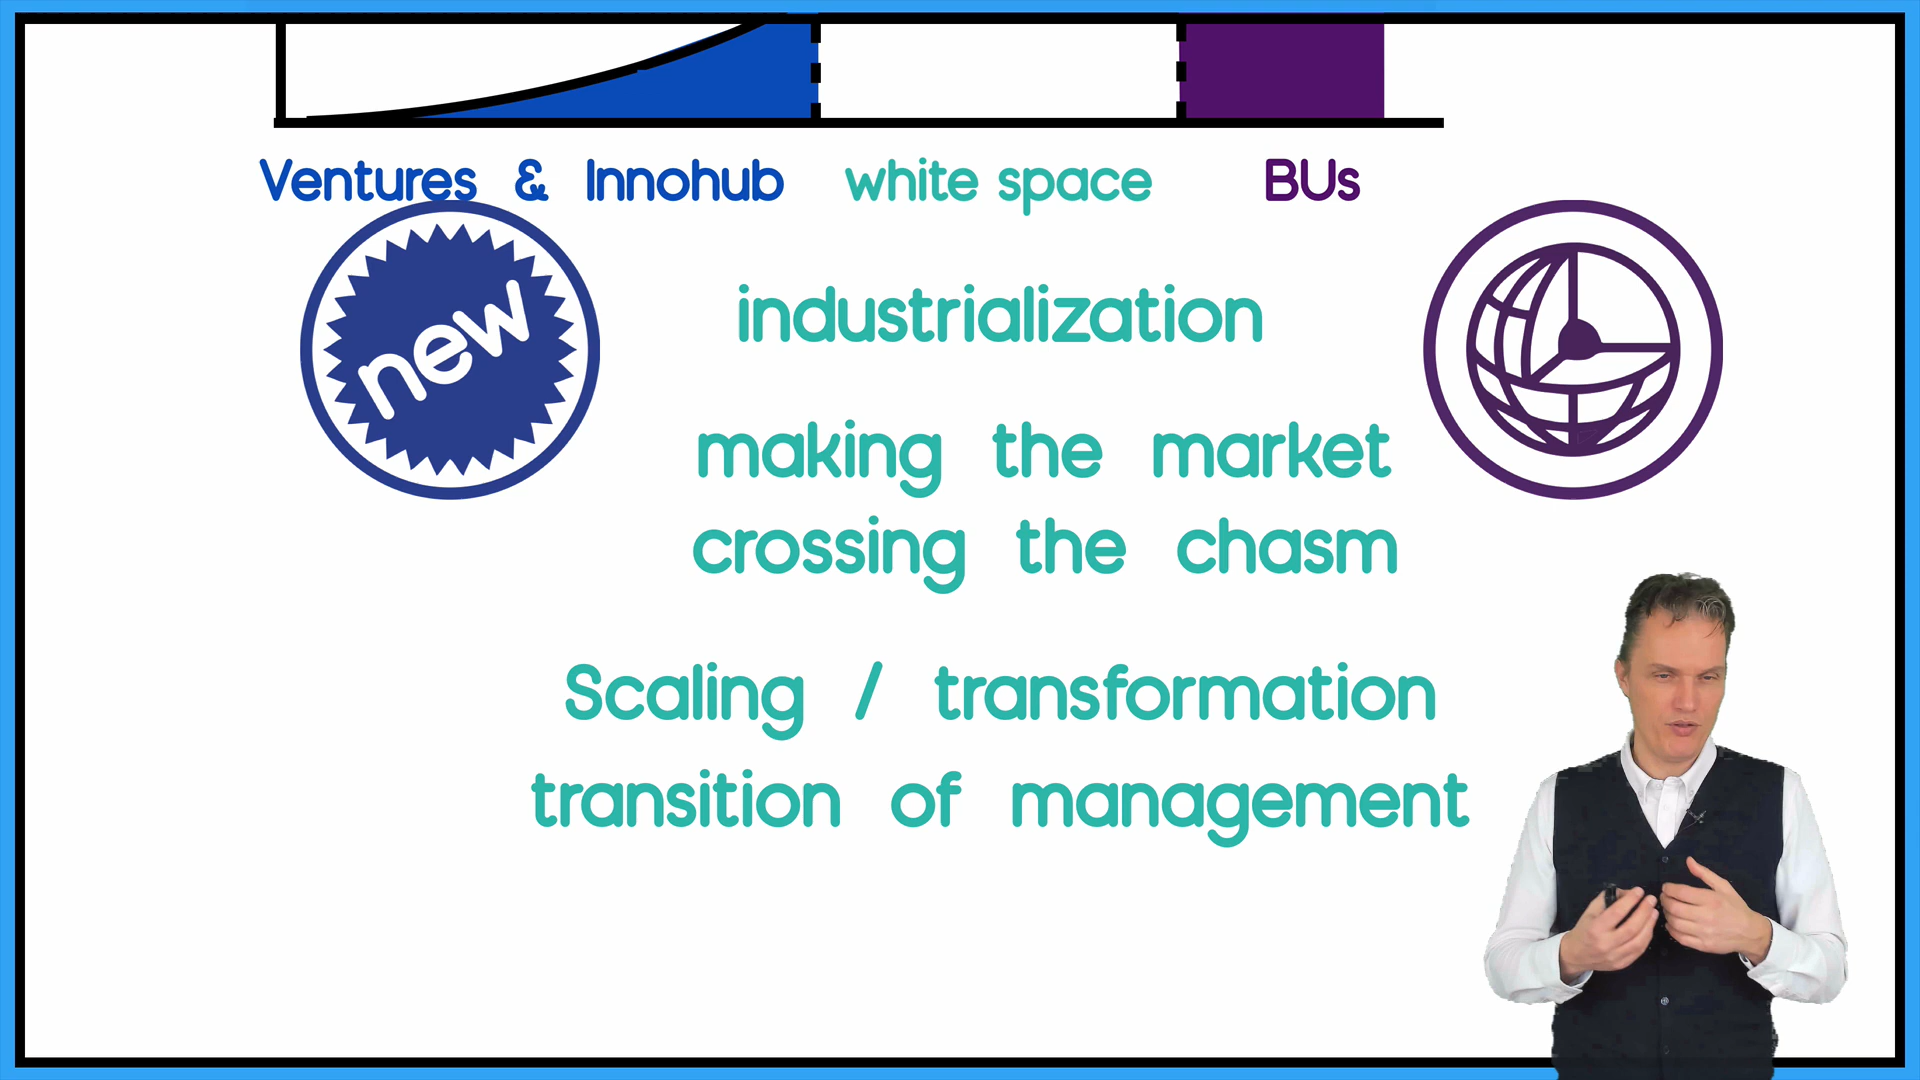 Ventures & Innohub white space BUs
new
industrialization
making the market
crossing the chasm
Scaling / transformation
transition of management